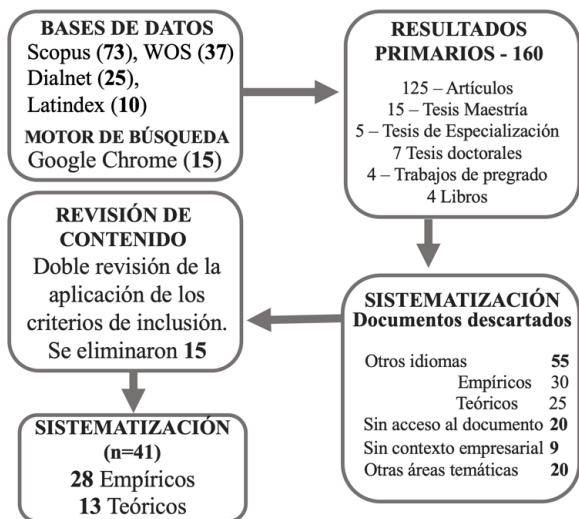 BASES DE DATOS
Scopus (73), WOS (37)
Dialnet (25),
Latindex (10)
MOTOR DE BÚSQUEDA
Google Chrome (15)
RESULTADOS
PRIMARIOS - 160
125 – Artículos
15 – Tesis Maestría
5 – Tesis de Especialización
7 Tesis doctorales
4 – Trabajos de pregrado
4 Libros
SISTEMATIZACIÓN
Documentos descartados
Otros idiomas 55
Empíricos 30
Teóricos 25
Sin acceso al documento 20
Sin contexto empresarial 9
Otras áreas temáticas 20
REVISIÓN DE
CONTENIDO
Doble revisión de la
aplicación de los
criterios de inclusión.
Se eliminaron 15
SISTEMATIZACIÓN
(n=41)
28 Empíricos
13 Teóricos